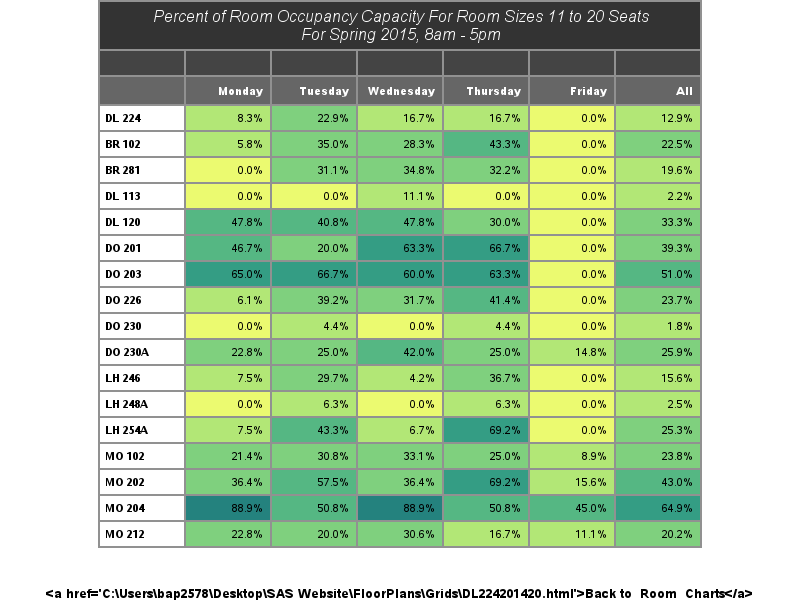 Percent of Room Occupancy Capacity For Room Sizes 11 to 20 Seats
For Spring 2015, 8am - 5pm
Monday Tuesday Wednesday Thursday Friday All
DL 224 8.3% 22.9% 16.7% 16.7% 0.0% 12.9%
BR 102 5.8% 35.0% 28.3% 43.3% 0.0% 22.5%
BR 281 0.0% 31.1% 34.8% 32.2% 0.0% 19.6%
DL 113 0.0% 0.0% 11.1% 0.0% 0.0% 2.2%
DL 120 47.8% 40.8% 47.8% 30.0% 0.0% 33.3%
DO 201 46.7% 20.0% 63.3% 66.7% 0.0% 39.3%
DO 203 65.0% 66.7% 60.0% 63.3% 0.0% 51.0%
DO 226 6.1% 39.2% 31.7% 41.4% 0.0% 23.7%
DO 230 0.0% 4.4% 0.0% 4.4% 0.0% 1.8%
DO 230A 22.8% 25.0% 42.0% 25.0% 14.8% 25.9%
LH 246 7.5% 29.7% 4.2% 36.7% 0.0% 15.6%
LH 248A 0.0% 6.3% 0.0% 6.3% 0.0% 2.5%
LH 254A 7.5% 43.3% 6.7% 69.2% 0.0% 25.3%
MO 102 21.4% 30.8% 33.1% 25.0% 8.9% 23.8%
MO 202 36.4% 57.5% 36.4% 69.2% 15.6% 43.0%
MO 204 88.9% 50.8% 88.9% 50.8% 45.0% 64.9%
MO 212 22.8% 20.0% 30.6% 16.7% 11.1% 20.2%
<a href='C:\Users\bap2578\Desktop\SAS Website\FloorPlans\Grids\DL224201420.html'>Back to Room Charts</a>